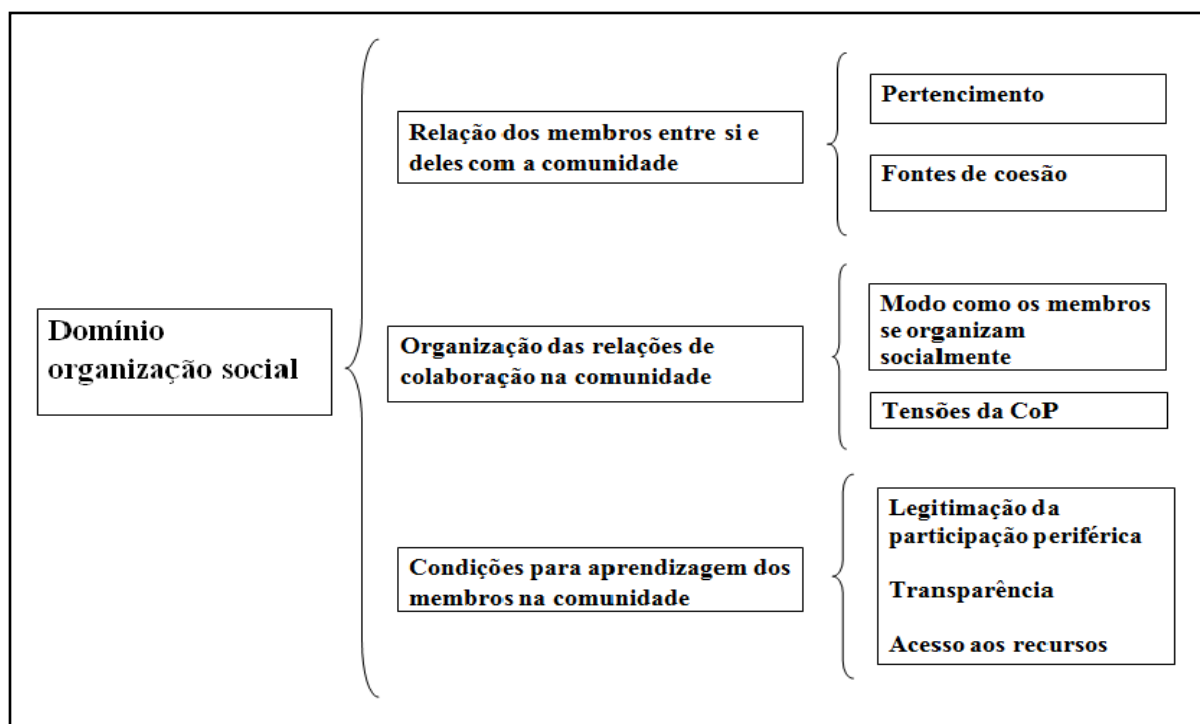 Domínio
organização social
Relação dos membros entre si e
deles com a comunidade
Pertencimento
Fontes de coesão
Organização das relações de
colaboração na comunidade
Modo como os membros
se organizam
socialmente
Tensões da CoP
Condições para aprendizagem dos
membros na comunidade
Legitimação da
participação periférica
Transparência
Acesso aos recursos